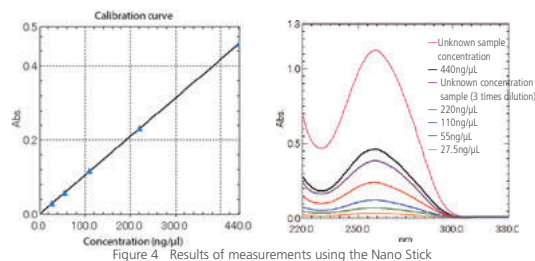 Calibration curve
0.5
0.4
0.2
0.0
Abs.
0.0 100.0 200.0 300.0 440.0
Concentration (ng/µl)
1.3
1.0
0.5
0.0
Abs.
220.0 250.0 300.0 330.0
nm
Unknown sample
concentration
440ng/µL
Unknown concentration
sample (3 times dilution)
220ng/µL
110ng/µL
55ng/µL
27.5ng/µL
Figure 4 Results of measurements using the Nano Stick